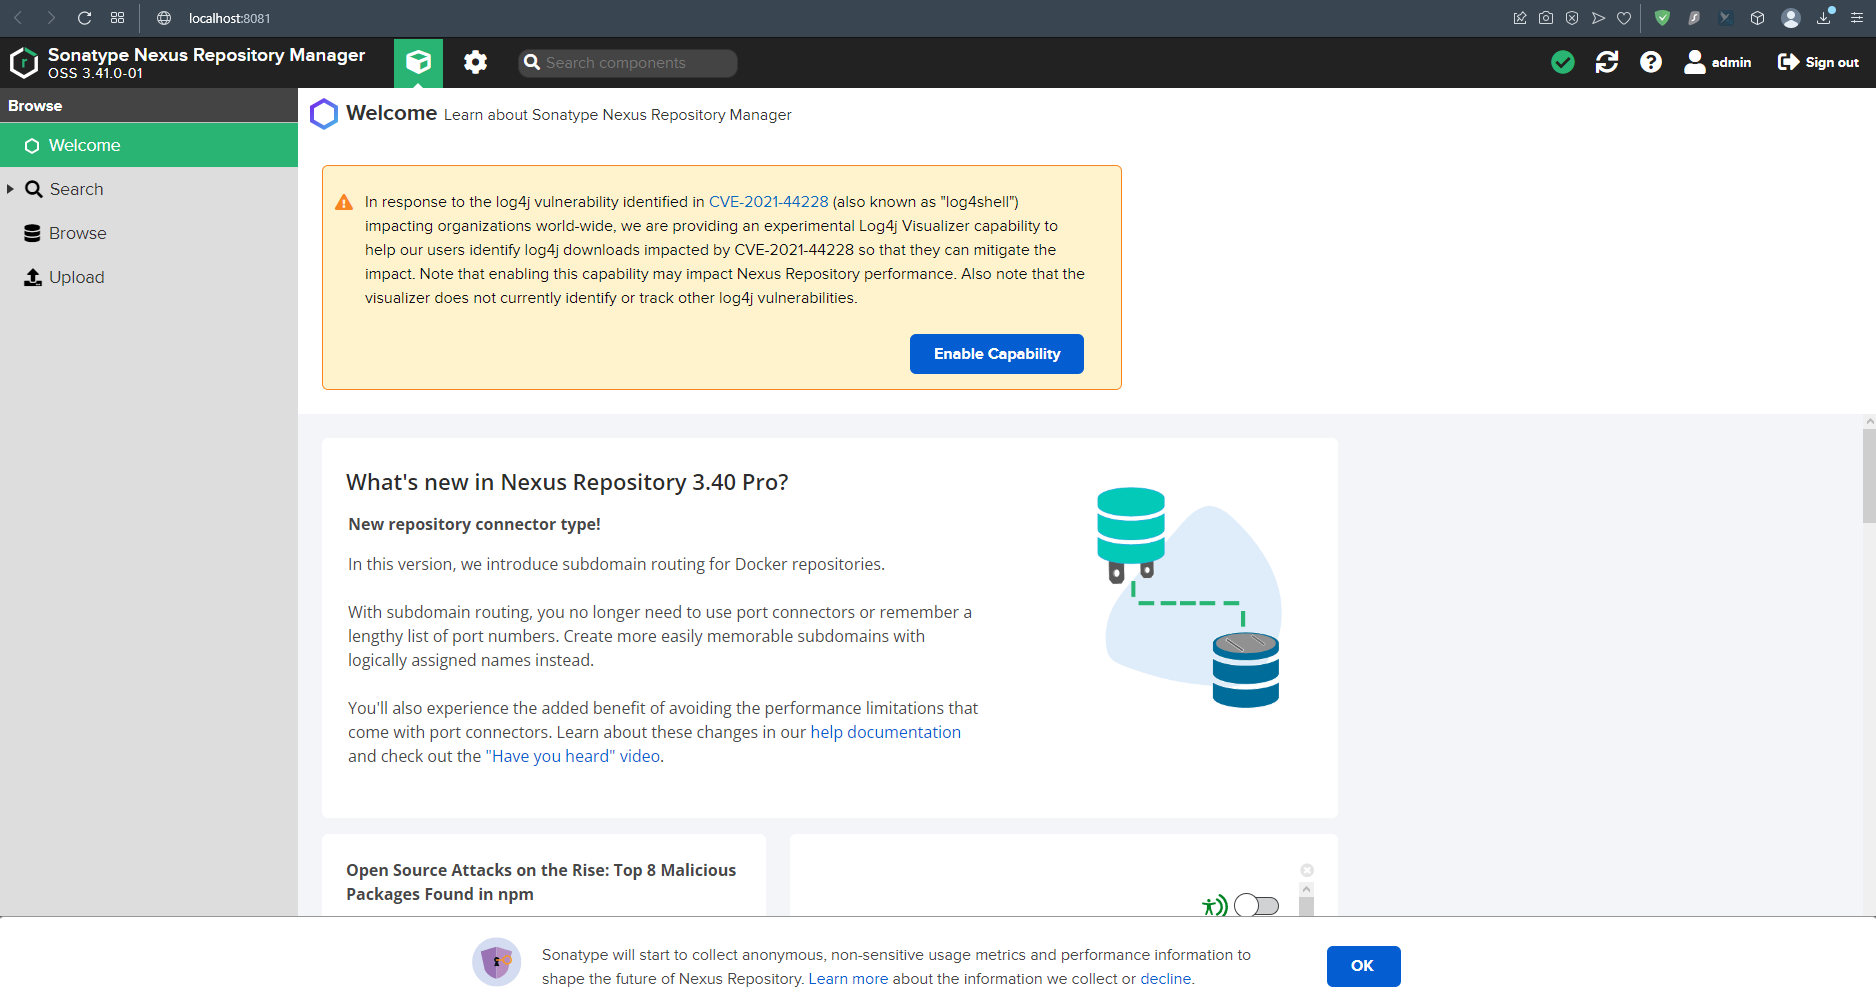 localhost:8081
Sonatype Nexus Repository Manager
OSS 3.41.0-01
Search components
admin
Sign out
Browse
Welcome
Search
Browse
Upload
Welcome Learn about Sonatype Nexus Repository Manager
In response to the log4j vulnerability identified in CVE-2021-44228 (also known as "log4shell")
impacting organizations world-wide, we are providing an experimental Log4j Visualizer capability to
help our users identify log4j downloads impacted by CVE-2021-44228 so that they can mitigate the
impact. Note that enabling this capability may impact Nexus Repository performance. Also note that the
visualizer does not currently identify or track other log4j vulnerabilities.
Enable Capability
What's new in Nexus Repository 3.40 Pro?
New repository connector type!
In this version, we introduce subdomain routing for Docker repositories.
With subdomain routing, you no longer need to use port connectors or remember a
lengthy list of port numbers. Create more easily memorable subdomains with
logically assigned names instead.
You'll also experience the added benefit of avoiding the performance limitations that
come with port connectors. Learn about these changes in our help documentation
and check out the "Have you heard" video.
Open Source Attacks on the Rise: Top 8 Malicious
Packages Found in npm
Sonatype will start to collect anonymous, non-sensitive usage metrics and performance information to
shape the future of Nexus Repository. Learn more about the information we collect or decline.
OK